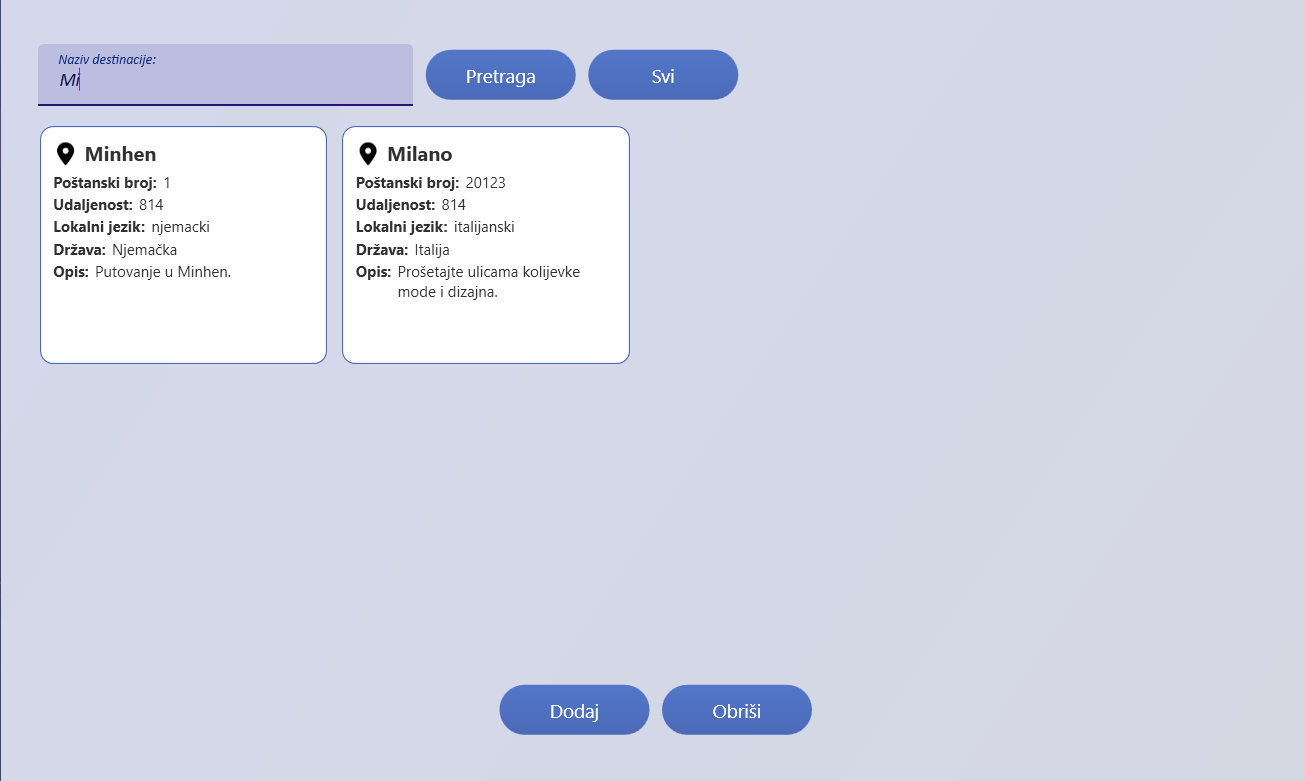 Naziv destinacije:
Mi
Pretraga
Svi
Minhen
Poštanski broj: 1
Udaljenost: 814
Lokalni jezik: njemacki
Država: Njemačka
Opis: Putovanje u Minhen.
Milano
Poštanski broj: 20123
Udaljenost: 814
Lokalni jezik: italijanski
Država: Italija
Opis: Prošetajte ulicama kolijevke
mode i dizajna.
Dodaj
Obriši